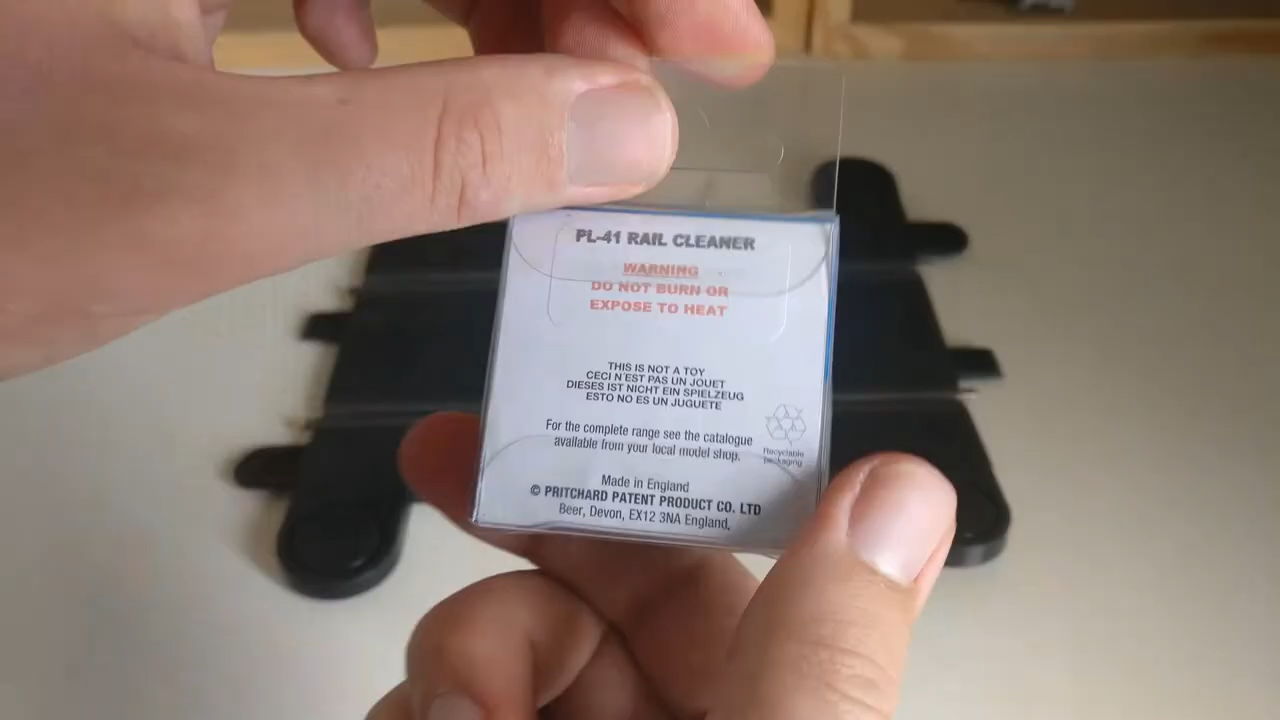 PL-41 RAIL CLEANER
WARNING
DO NOT BURN OR
EXPOSE TO HEAT
THIS IS NOT A TOY
CECI N'EST PAS UN JOUET
DIESES IST NICHT EIN SPIELZEUG
ESTO NO ES UN JUGUETE
For the complete range see the catalogue
available from your local model shop.
Recyclable
packaging
Made in England
© PRITCHARD PATENT PRODUCT CO. LTD
Beer, Devon, EX12 3NA England,